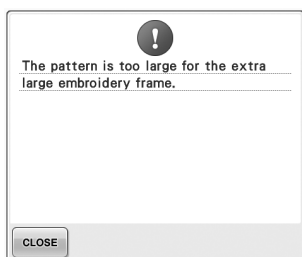 The pattern is too large for the extra
large embroidery frame.
CLOSE